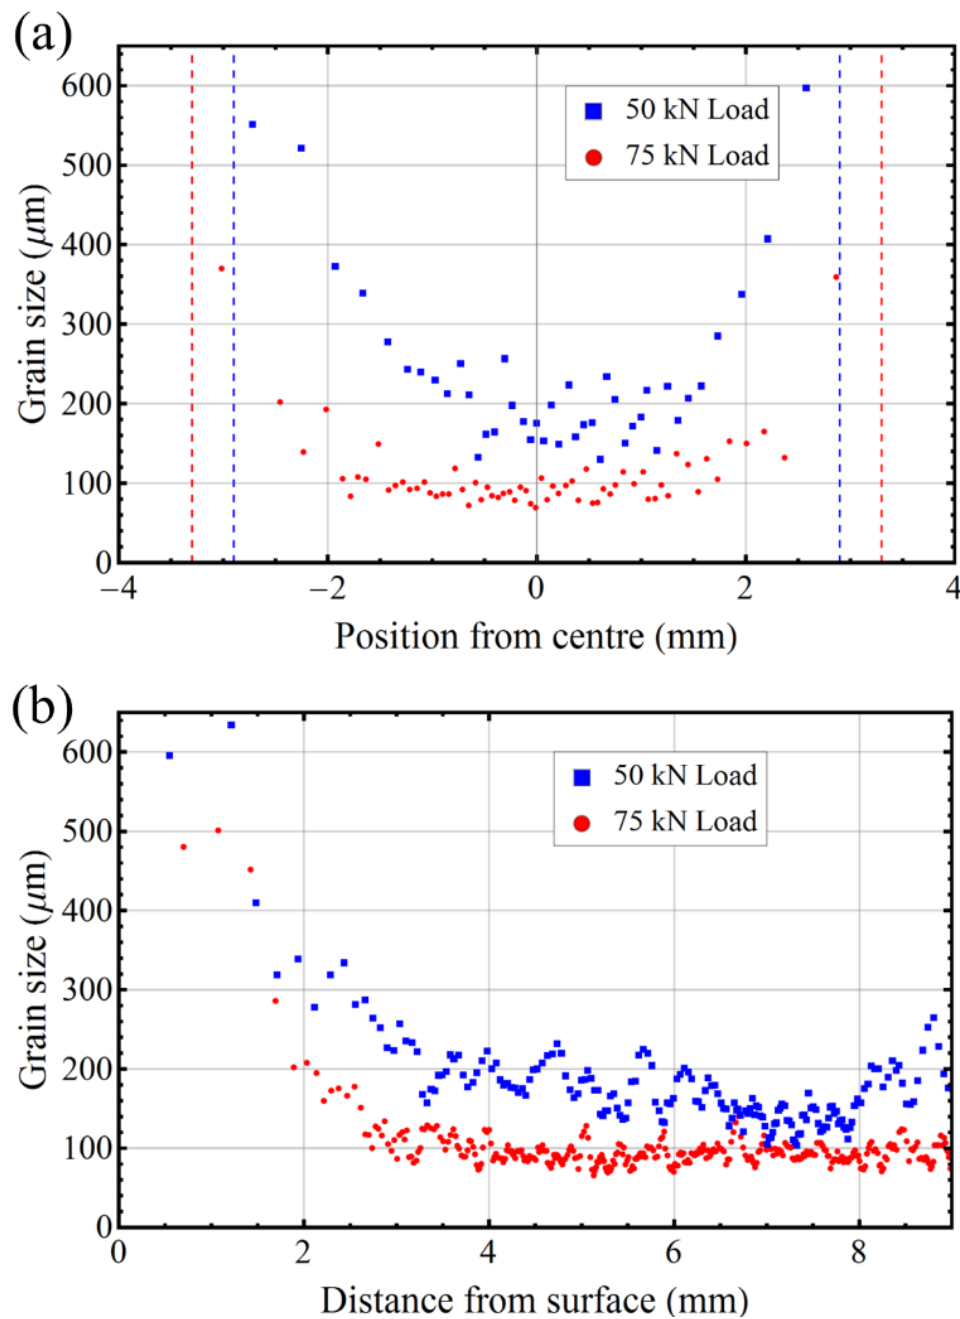 (a)
600
500
400
300
200
100
0
Grain size (μm)
50 kN Load
75 kN Load
−4
−2
0
2
4
Position from centre (mm)
(b)
600
500
400
300
200
100
0
Grain size (μm)
50 kN Load
75 kN Load
0
2
4
6
8
Distance from surface (mm)